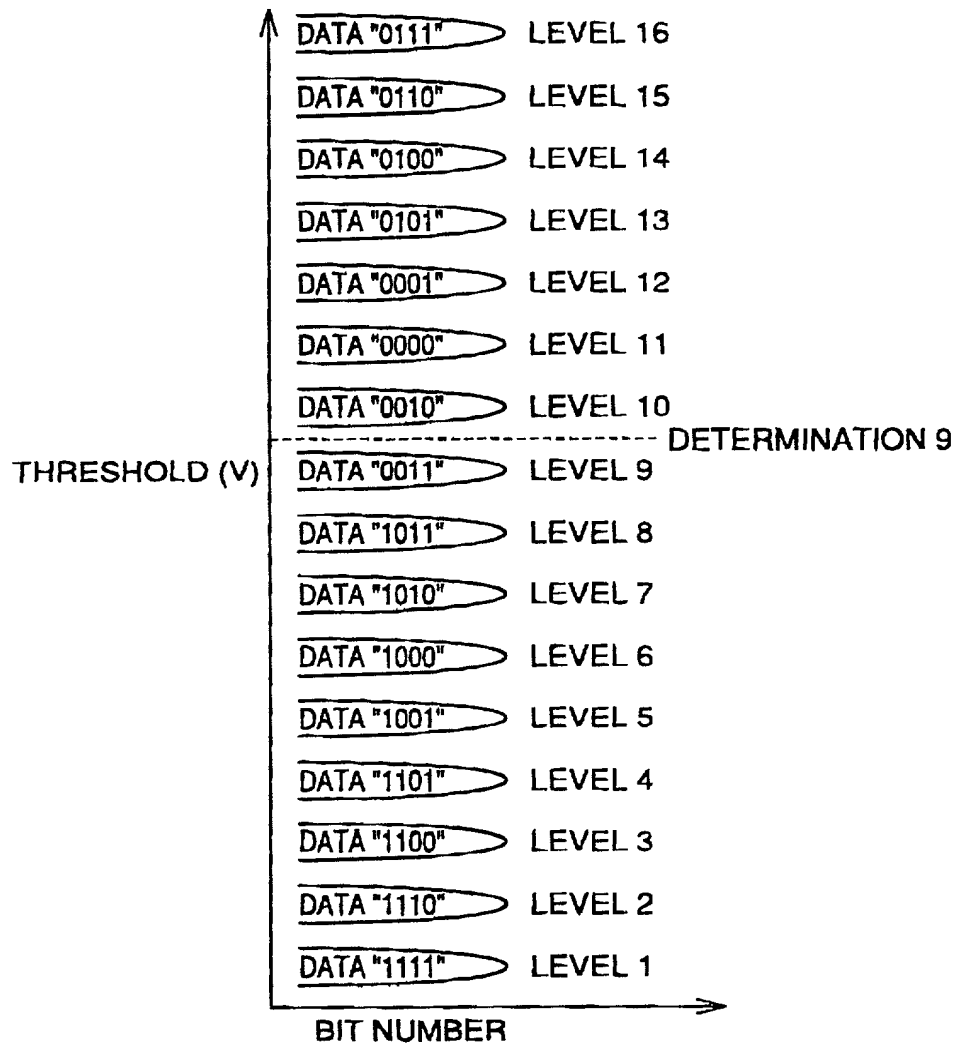 DATA "0111" LEVEL 16
DATA "0110" LEVEL 15
DATA "0100" LEVEL 14
DATA "0101" LEVEL 13
DATA "0001" LEVEL 12
DATA "0000" LEVEL 11
DATA "0010" LEVEL 10
DETERMINATION 9
THRESHOLD (V)
DATA "0011" LEVEL 9
DATA "1011" LEVEL 8
DATA "1010" LEVEL 7
DATA "1000" LEVEL 6
DATA "1001" LEVEL 5
DATA "1101" LEVEL 4
DATA "1100" LEVEL 3
DATA "1110" LEVEL 2
DATA "1111" LEVEL 1
BIT NUMBER